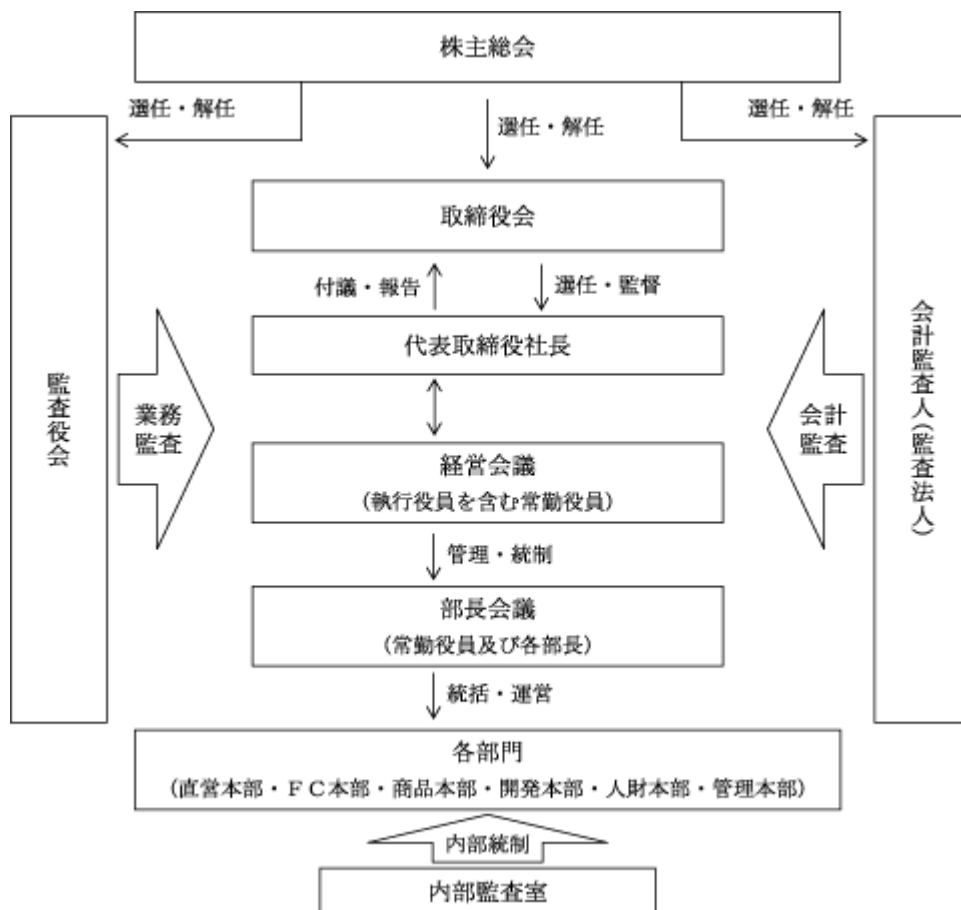 株主総会
選任・解任
選任・解任
選任・解任
取締役会
付議・報告
選任・監督
代表取締役社長
監査役会
業務
監査
会計
監査
会計監査人(監査法人)
経営会議
(執行役員を含む常勤役員)
管理・統制
部長会議
(常勤役員及び各部長)
統括・運営
各部門
(直営本部・ＦＣ本部・商品本部・開発本部・人財本部・管理本部)
内部統制
内部監査室